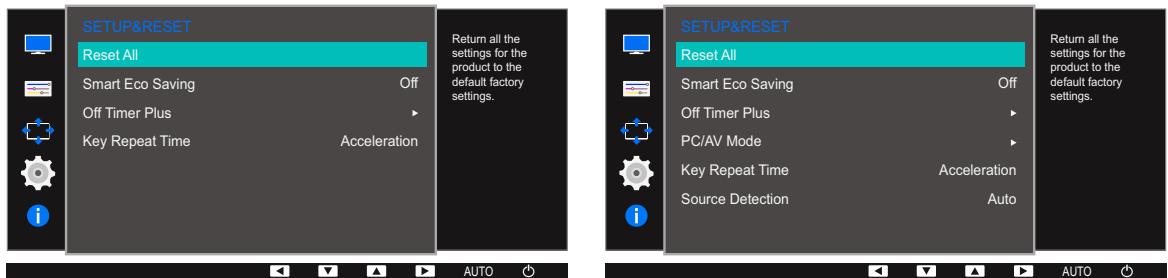 SETUP&RESET
Reset All
Smart Eco Saving Off
Off Timer Plus
Key Repeat Time Acceleration
Return all the
settings for the
product to the
default factory
settings.
AUTO
SETUP&RESET
Reset All
Smart Eco Saving Off
Off Timer Plus
PC/AV Mode
Key Repeat Time Acceleration
Source Detection Auto
Return all the
settings for the
product to the
default factory
settings.
AUTO